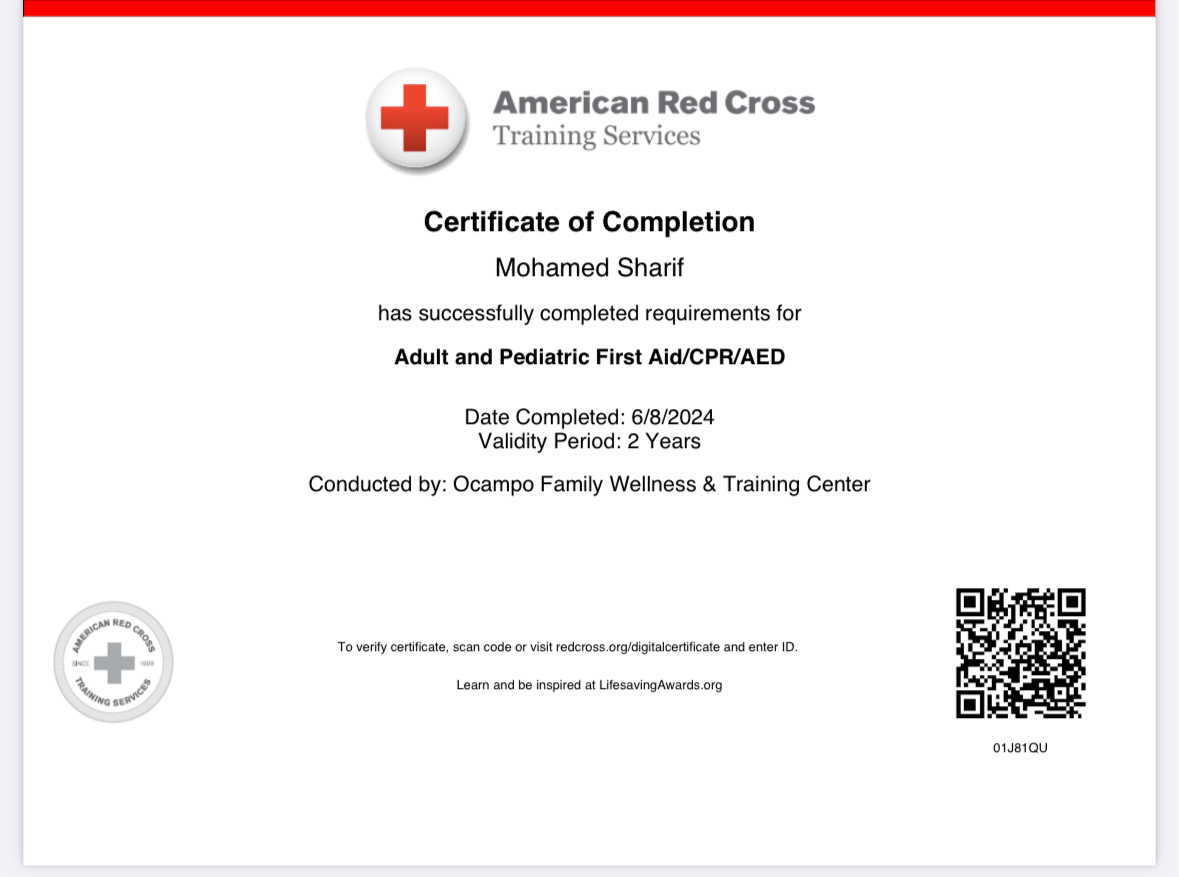 American Red Cross
Training Services
Certificate of Completion
Mohamed Sharif
has successfully completed requirements for
Adult and Pediatric First Aid/CPR/AED
Date Completed: 6/8/2024
Validity Period: 2 Years
Conducted by: Ocampo Family Wellness & Training Center
AMERICAN RED CROSS
SINCE 1909
TRAINING SERVICES
To verify certificate, scan code or visit redcross.org/digitalcertificate and enter ID.
Learn and be inspired at LifesavingAwards.org
01J81QU